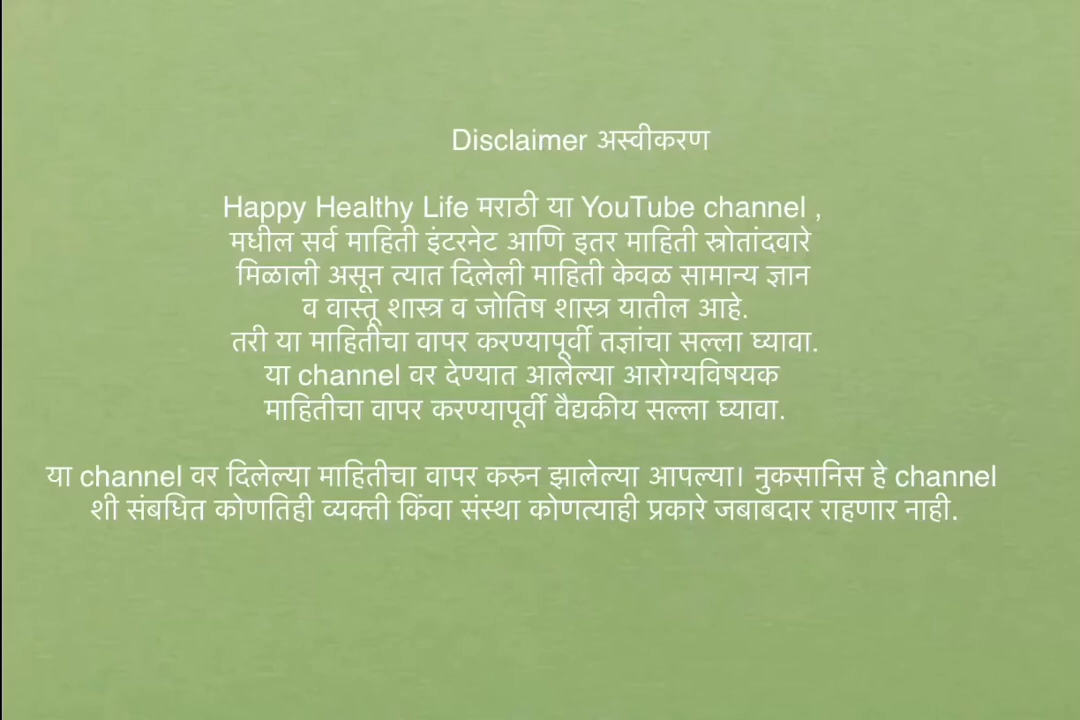 Disclaimer अस्वीकरण
Happy Healthy Life मराठी या YouTube channel ,
मधील सर्व माहिती इंटरनेट आणि इतर माहिती स्रोतांदवारे
मिळाली असून त्यात दिलेली माहिती केवळ सामान्य ज्ञान
व वास्तू शास्त्र व जोतिष शास्त्र यातील आहे.
तरी या माहितीचा वापर करण्यापूर्वी तज्ञांचा सल्ला घ्यावा.
या channel वर देण्यात आलेल्या आरोग्यविषयक
माहितीचा वापर करण्यापूर्वी वैद्यकीय सल्ला घ्यावा.
या channel वर दिलेल्या माहितीचा वापर करुन झालेल्या आपल्या। नुकसानिस हे channel
शी संबधित कोणतिही व्यक्ती किंवा संस्था कोणत्याही प्रकारे जबाबदार राहणार नाही.